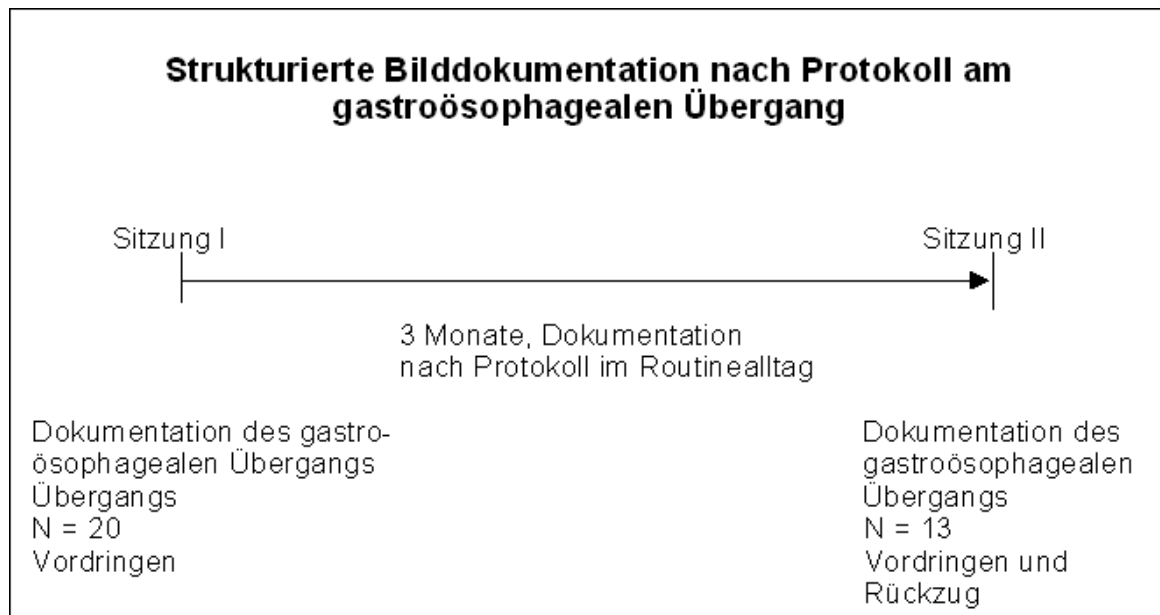 Strukturierte Bilddokumentation nach Protokoll am
gastroösophagealen Übergang
Sitzung I
Sitzung II
3 Monate, Dokumentation
nach Protokoll im Routinealltag
Dokumentation des gastro-
ösophagealen Übergangs
Übergangs
N = 20
Vordringen
Dokumentation des
gastroösophagealen
Übergangs
N = 13
Vordringen und
Rückzug